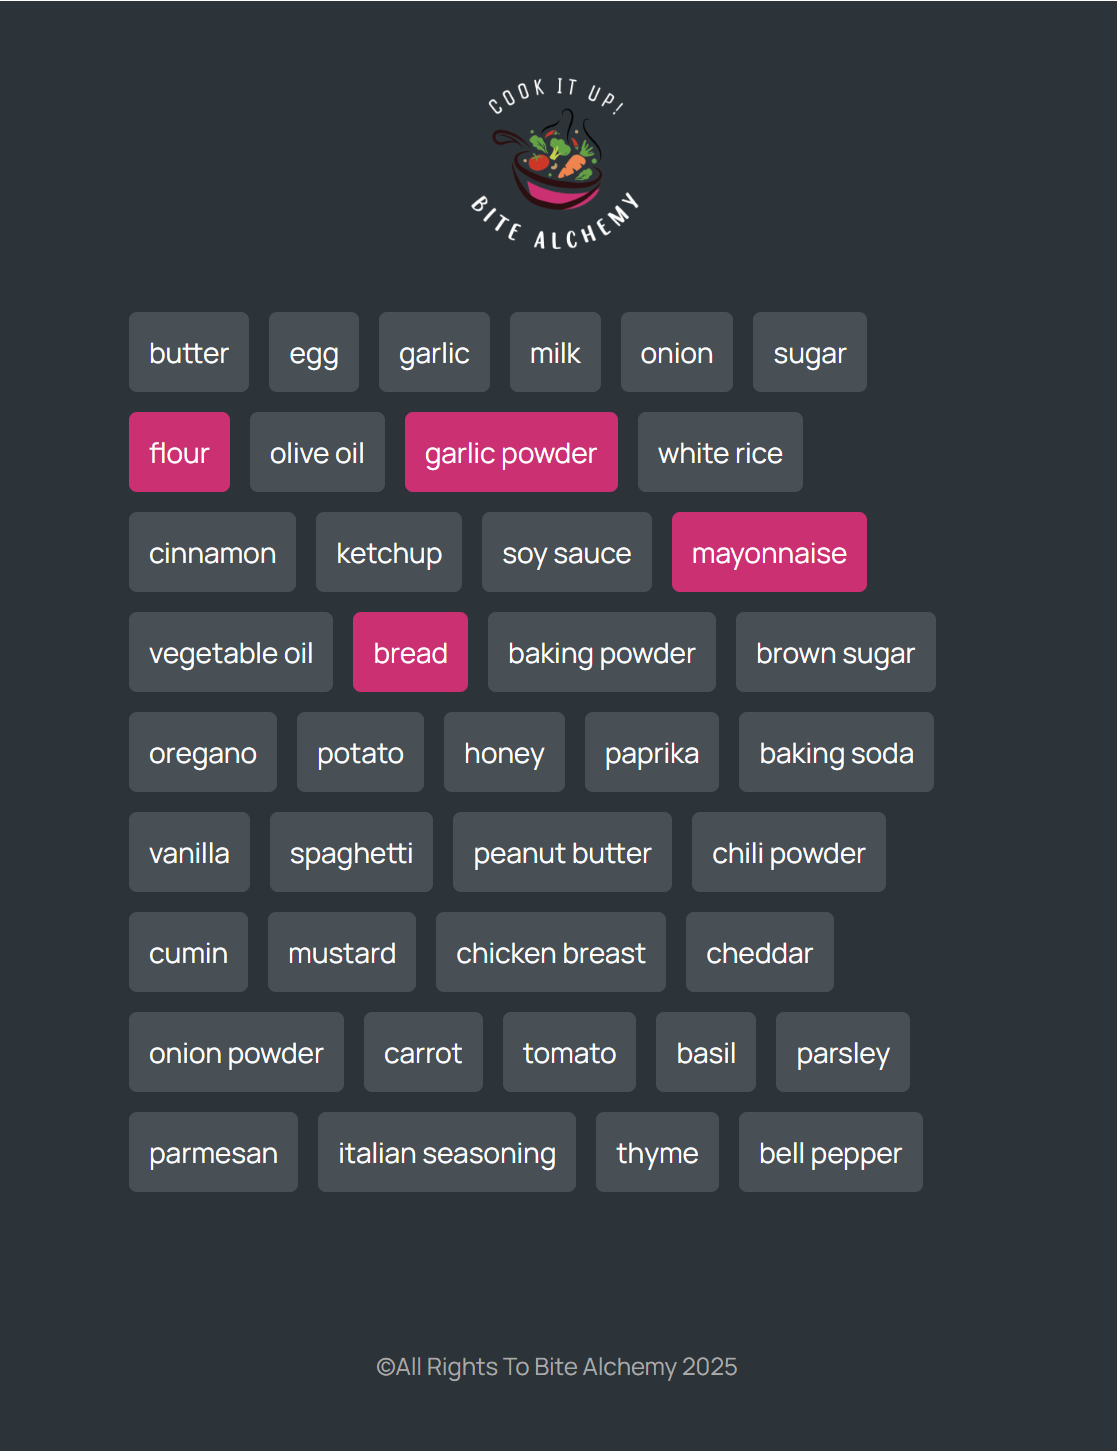 COOK IT UP!
BITE ALCHEMY
butter egg garlic milk onion sugar
flour olive oil garlic powder white rice
cinnamon ketchup soy sauce mayonnaise
vegetable oil bread baking powder brown sugar
oregano potato honey paprika baking soda
vanilla spaghetti peanut butter chili powder
cumin mustard chicken breast cheddar
onion powder carrot tomato basil parsley
parmesan italian seasoning thyme bell pepper
©All Rights To Bite Alchemy 2025